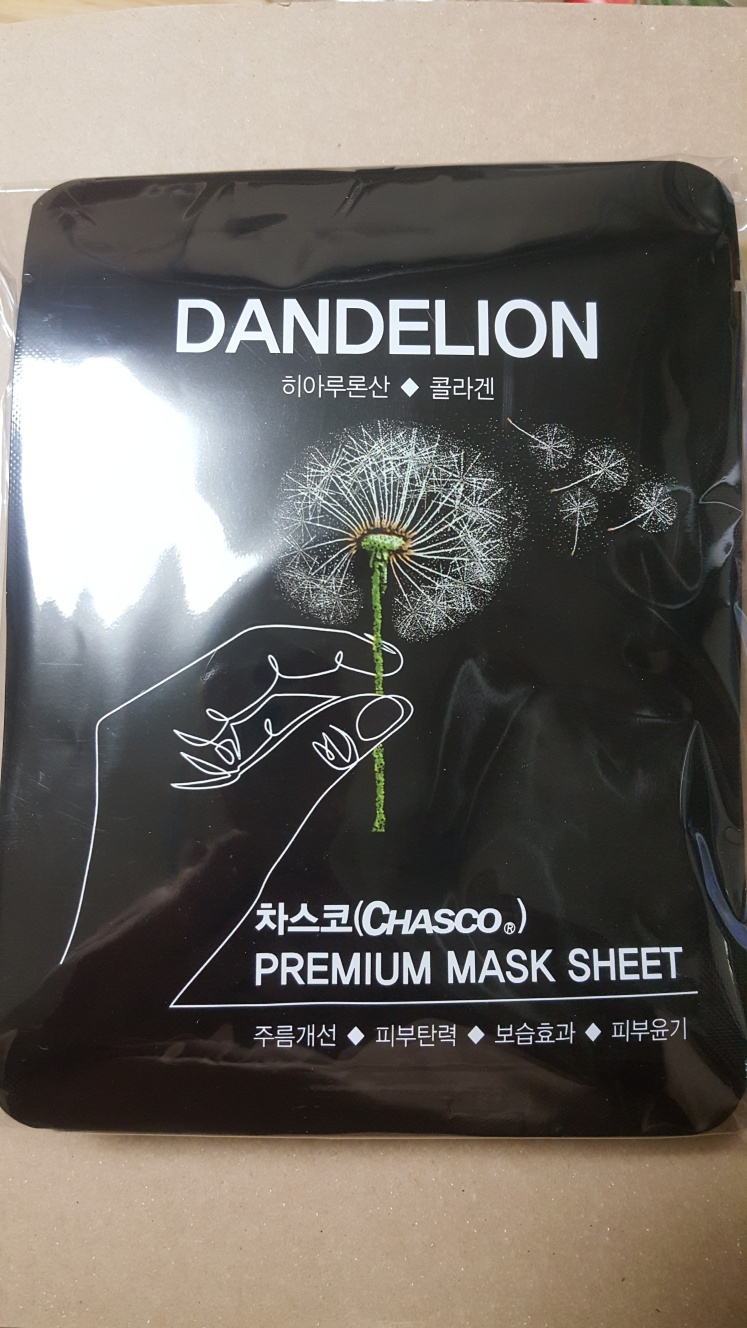 DANDELION
히아루론산 ◆ 콜라겐
차스코(CHASCO®)
PREMIUM MASK SHEET
주름개선 ◆ 피부탄력 ◆ 보습효과 ◆ 피부윤기